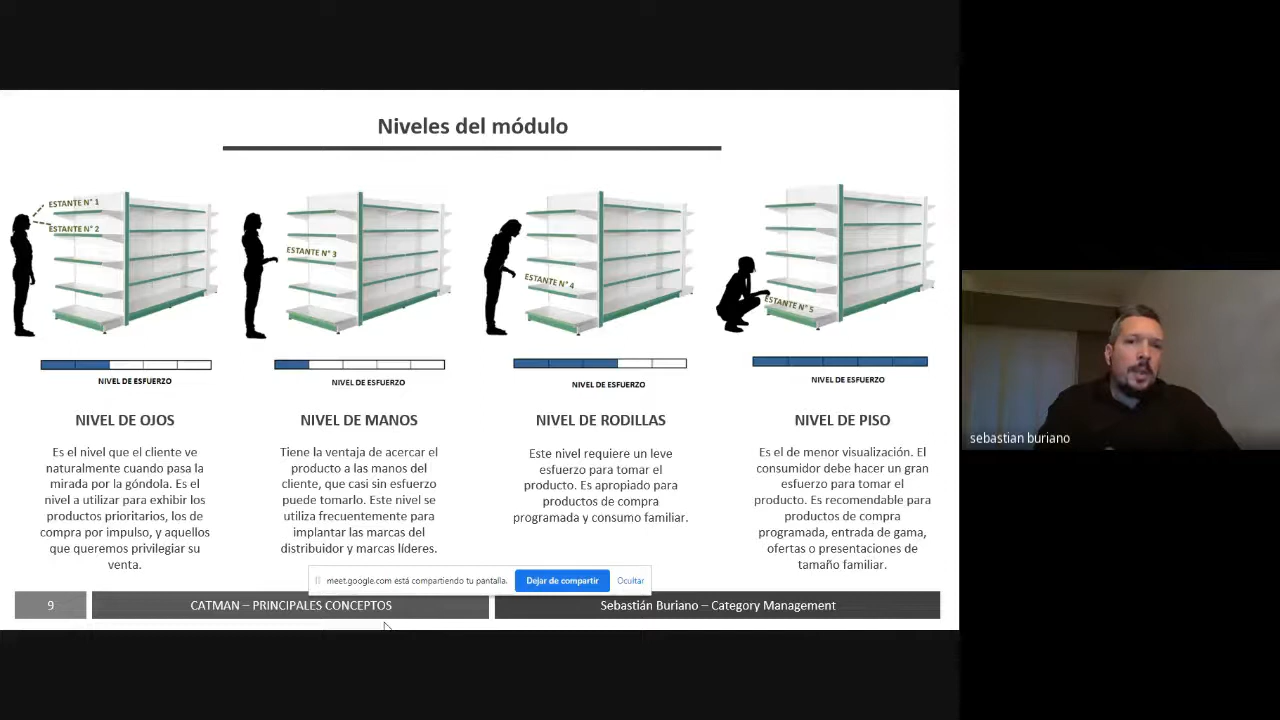 Niveles del módulo
ESTANTE N° 1
ESTANTE N° 2
ESTANTE N° 3
ESTANTE N° 4
ESTANTE N° 5
NIVEL DE ESFUERZO
NIVEL DE ESFUERZO
NIVEL DE ESFUERZO
NIVEL DE ESFUERZO
NIVEL DE OJOS
Es el nivel que el cliente ve
naturalmente cuando pasa la
mirada por la góndola. Es el
nivel a utilizar para exhibir los
productos prioritarios, los de
compra por impulso, y aquellos
que queremos privilegiar su
venta.
NIVEL DE MANOS
Tiene la ventaja de acercar el
producto a las manos del
cliente, que casi sin esfuerzo
puede tomarlo. Este nivel se
utiliza frecuentemente para
implantar las marcas del
distribuidor y marcas líderes.
NIVEL DE RODILLAS
Este nivel requiere un leve
esfuerzo para tomar el
producto. Es apropiado para
productos de compra
programada y consumo familiar.
NIVEL DE PISO
Es el de menor visualización. El
consumidor debe hacer un gran
esfuerzo para tomar el
producto. Es recomendable para
productos de compra
programada, entrada de gama,
ofertas o presentaciones de
tamaño familiar.
meet.google.com está compartiendo tu pantalla.
Dejar de compartir
Ocultar
9
CATMAN – PRINCIPALES CONCEPTOS
Sebastián Buriano – Category Management
sebastian buriano